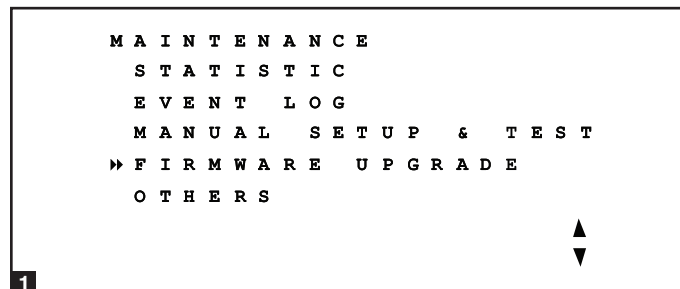 MAINTENANCE
STATISTIC
EVENT LOG
MANUAL SETUP & TEST
FIRMWARE UPGRADE
OTHERS
1